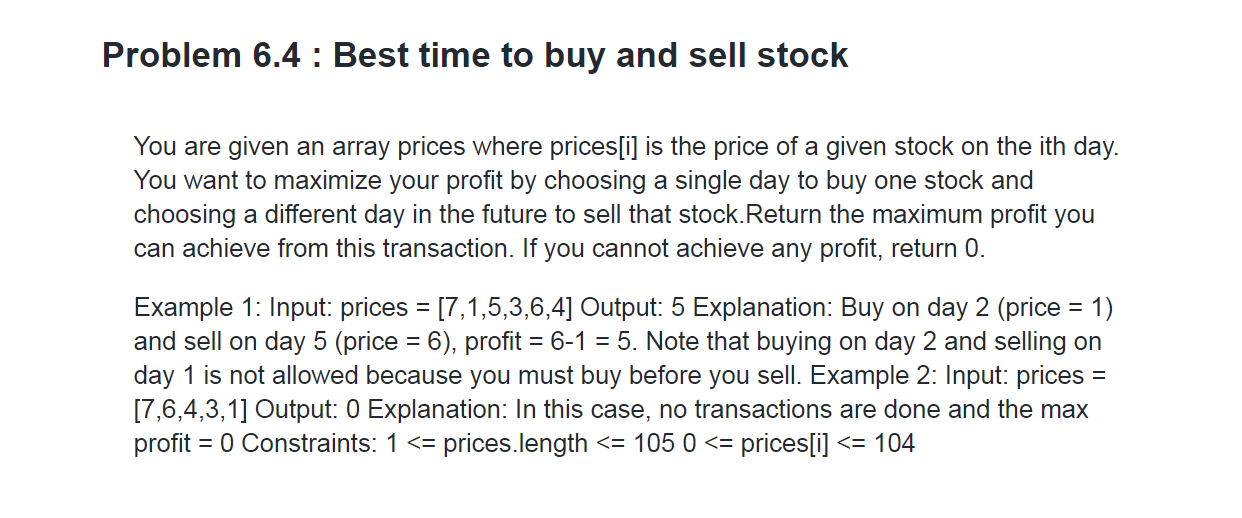 Problem 6.4 : Best time to buy and sell stock
You are given an array prices where prices[i] is the price of a given stock on the ith day.
You want to maximize your profit by choosing a single day to buy one stock and
choosing a different day in the future to sell that stock.Return the maximum profit you
can achieve from this transaction. If you cannot achieve any profit, return 0.
Example 1: Input: prices = [7,1,5,3,6,4] Output: 5 Explanation: Buy on day 2 (price = 1)
and sell on day 5 (price = 6), profit = 6-1 = 5. Note that buying on day 2 and selling on
day 1 is not allowed because you must buy before you sell. Example 2: Input: prices =
[7,6,4,3,1] Output: 0 Explanation: In this case, no transactions are done and the max
profit = 0 Constraints: 1 <= prices.length <= 105 0 <= prices[i] <= 104